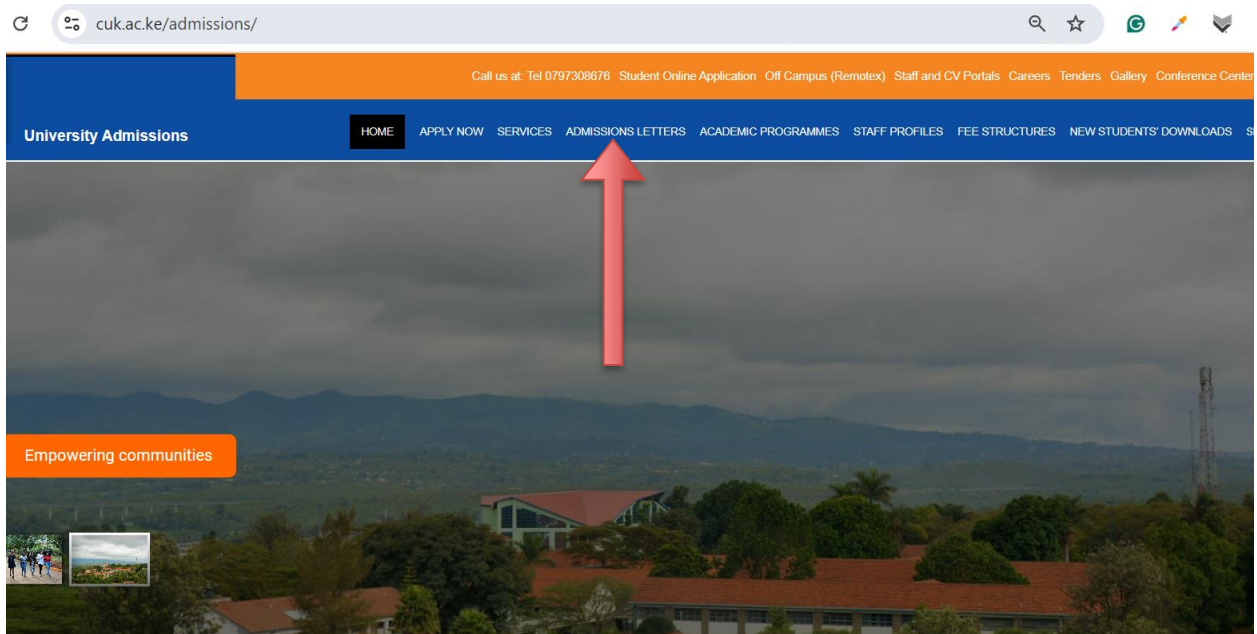 cuk.ac.ke/admissions/
Call us at: Tel 0797308676 Student Online Application Off Campus (Remotex) Staff and CV Portals Careers Tenders Gallery Conference Center
University Admissions
HOME APPLY NOW SERVICES ADMISSIONS LETTERS ACADEMIC PROGRAMMES STAFF PROFILES FEE STRUCTURES NEW STUDENTS' DOWNLOADS
Empowering communities